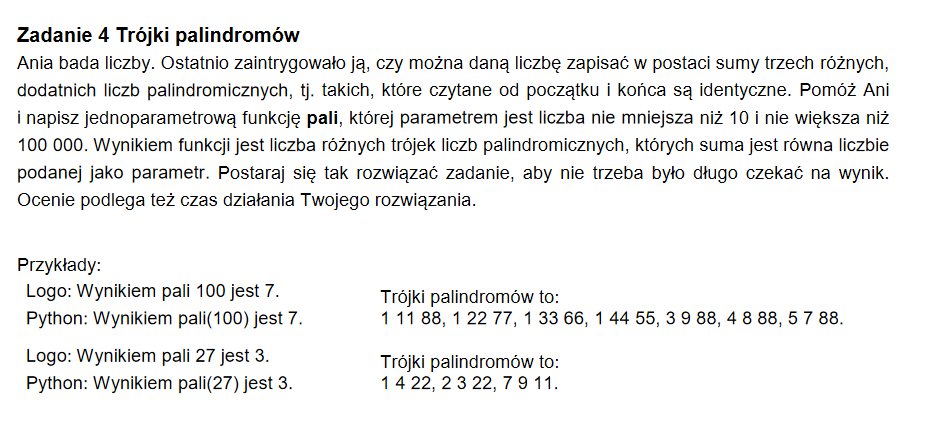 Zadanie 4 Trójki palindromów
Ania bada liczby. Ostatnio zaintrygowało ją, czy można daną liczbę zapisać w postaci sumy trzech różnych,
dodatnich liczb palindromicznych, tj. takich, które czytane od początku i końca są identyczne. Pomóż Ani
i napisz jednoparametrową funkcję pali, której parametrem jest liczba nie mniejsza niż 10 i nie większa niż
100 000. Wynikiem funkcji jest liczba różnych trójek liczb palindromicznych, których suma jest równa liczbie
podanej jako parametr. Postaraj się tak rozwiązać zadanie, aby nie trzeba było długo czekać na wynik.
Ocenie podlega też czas działania Twojego rozwiązania.
Przykłady:
Logo: Wynikiem pali 100 jest 7.
Python: Wynikiem pali(100) jest 7.
Trójki palindromów to:
1 11 88, 1 22 77, 1 33 66, 1 44 55, 3 9 88, 4 8 88, 5 7 88.
Logo: Wynikiem pali 27 jest 3.
Python: Wynikiem pali(27) jest 3.
Trójki palindromów to:
1 4 22, 2 3 22, 7 9 11.